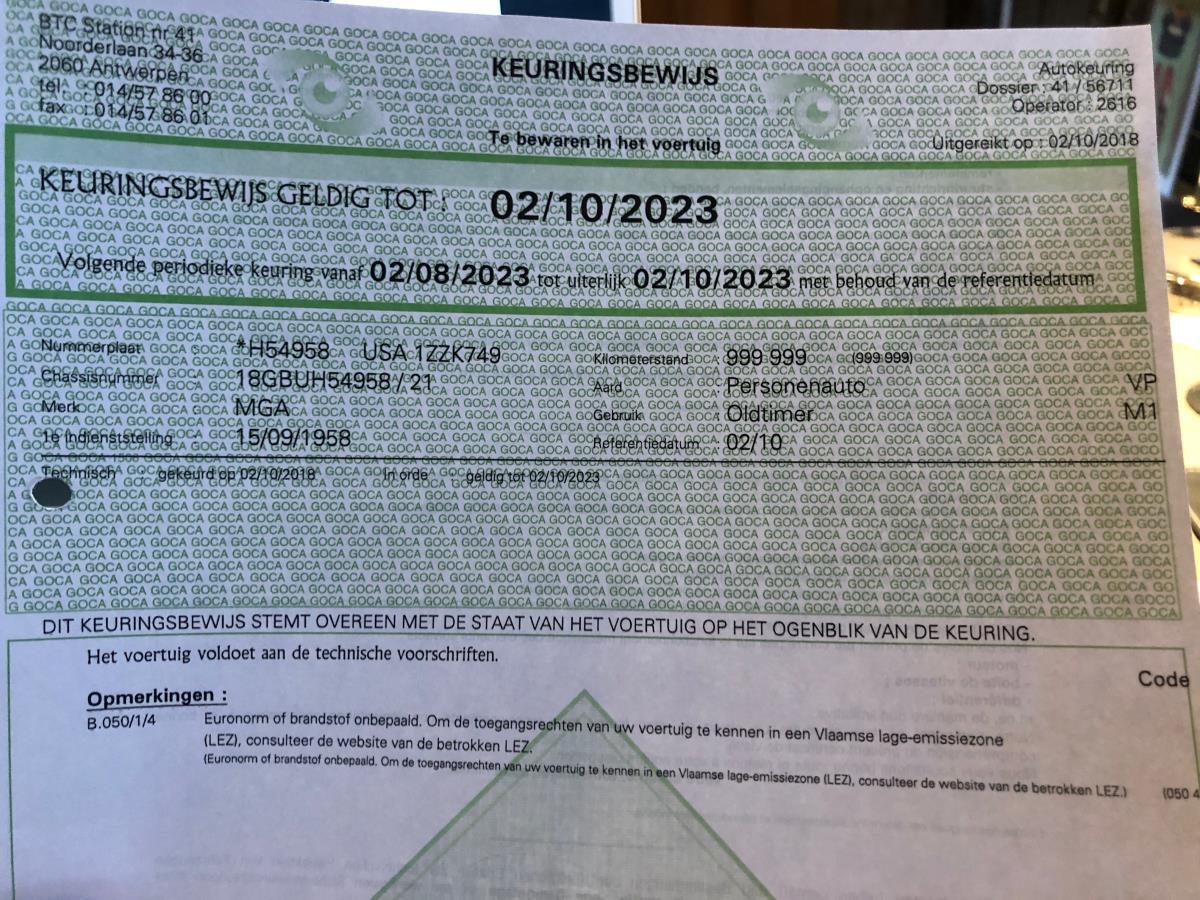 BTC Station nr 41
Noorderlaan 34-36
2060 Antwerpen
tel. : 014/57 86 00
fax : 014/57 86 01
KEURINGSBEWIJS
Te bewaren in het voertuig
Autokeuring
Dossier : 41 / 56711
Operator : 2616
Uitgereikt op : 02/10/2018
KEURINGSBEWIJS GELDIG TOT : 02/10/2023
Volgende periodieke keuring vanaf 02/08/2023 tot uiterlijk 02/10/2023 met behoud van de referentiedatum
Nummerplaat : *H54958 USA 1ZZK749 Kilometerstand : 999 999 (999 999)
Chassisnummer : 18GBUH54958 / 21 Aard : Personenauto VP
Merk : MGA Gebruik : Oldtimer M1
1e Indienststelling : 15/09/1958 Referentiedatum : 02/10
Technisch : gekeurd op 02/10/2018 In orde geldig tot 02/10/2023
DIT KEURINGSBEWIJS STEMT OVEREEN MET DE STAAT VAN HET VOERTUIG OP HET OGENBLIK VAN DE KEURING.
Het voertuig voldoet aan de technische voorschriften.
Code
Opmerkingen :
B.050/1/4 Euronorm of brandstof onbepaald. Om de toegangsrechten van uw voertuig te kennen in een Vlaamse lage-emissiezone
(LEZ), consulteer de website van de betrokken LEZ.
(Euronorm of brandstof onbepaald. Om de toegangsrechten van uw voertuig te kennen in een Vlaamse lage-emissiezone (LEZ), consulteer de website van de betrokken LEZ.) (050 4